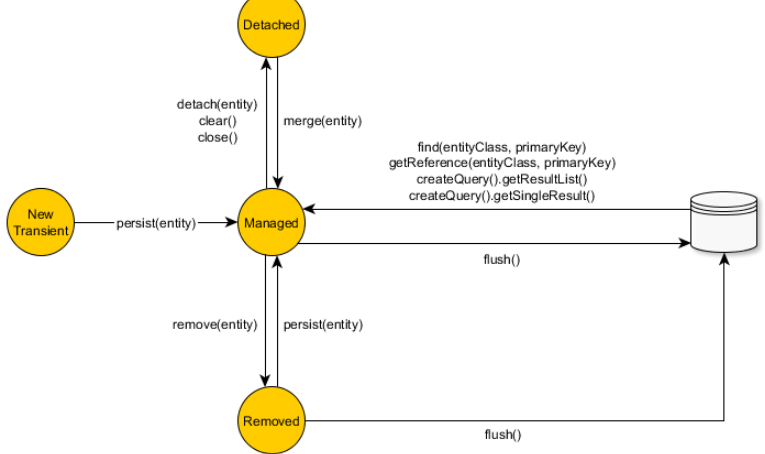 Detached
detach(entity)
clear()
close()
merge(entity)
find(entityClass, primaryKey)
getReference(entityClass, primaryKey)
createQuery().getResultList()
createQuery().getSingleResult()
New
Transient
persist(entity)
Managed
flush()
remove(entity)
persist(entity)
Removed
flush()